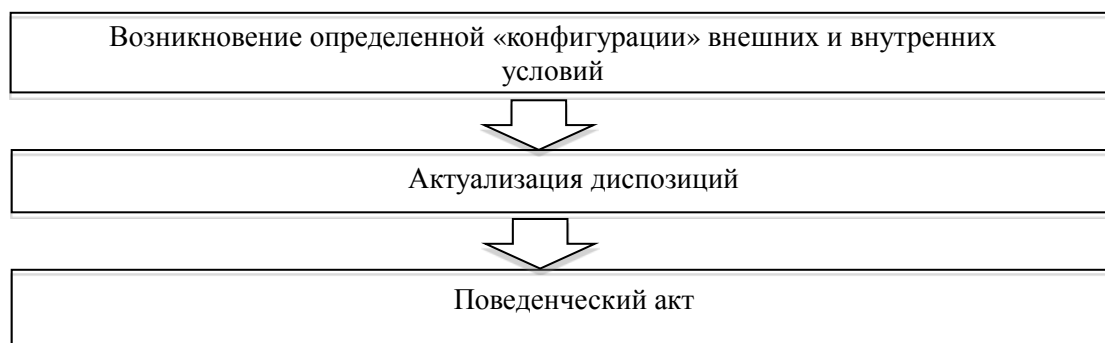 Возникновение определенной «конфигурации» внешних и внутренних
условий
Актуализация диспозиций
Поведенческий акт